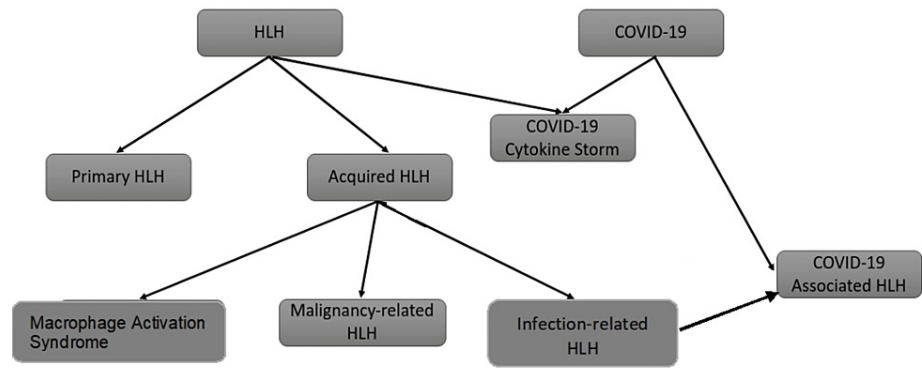 HLH
COVID-19
COVID-19
Cytokine Storm
Primary HLH
Acquired HLH
COVID-19
Associated HLH
Macrophage Activation
Syndrome
Malignancy-related
HLH
Infection-related
HLH